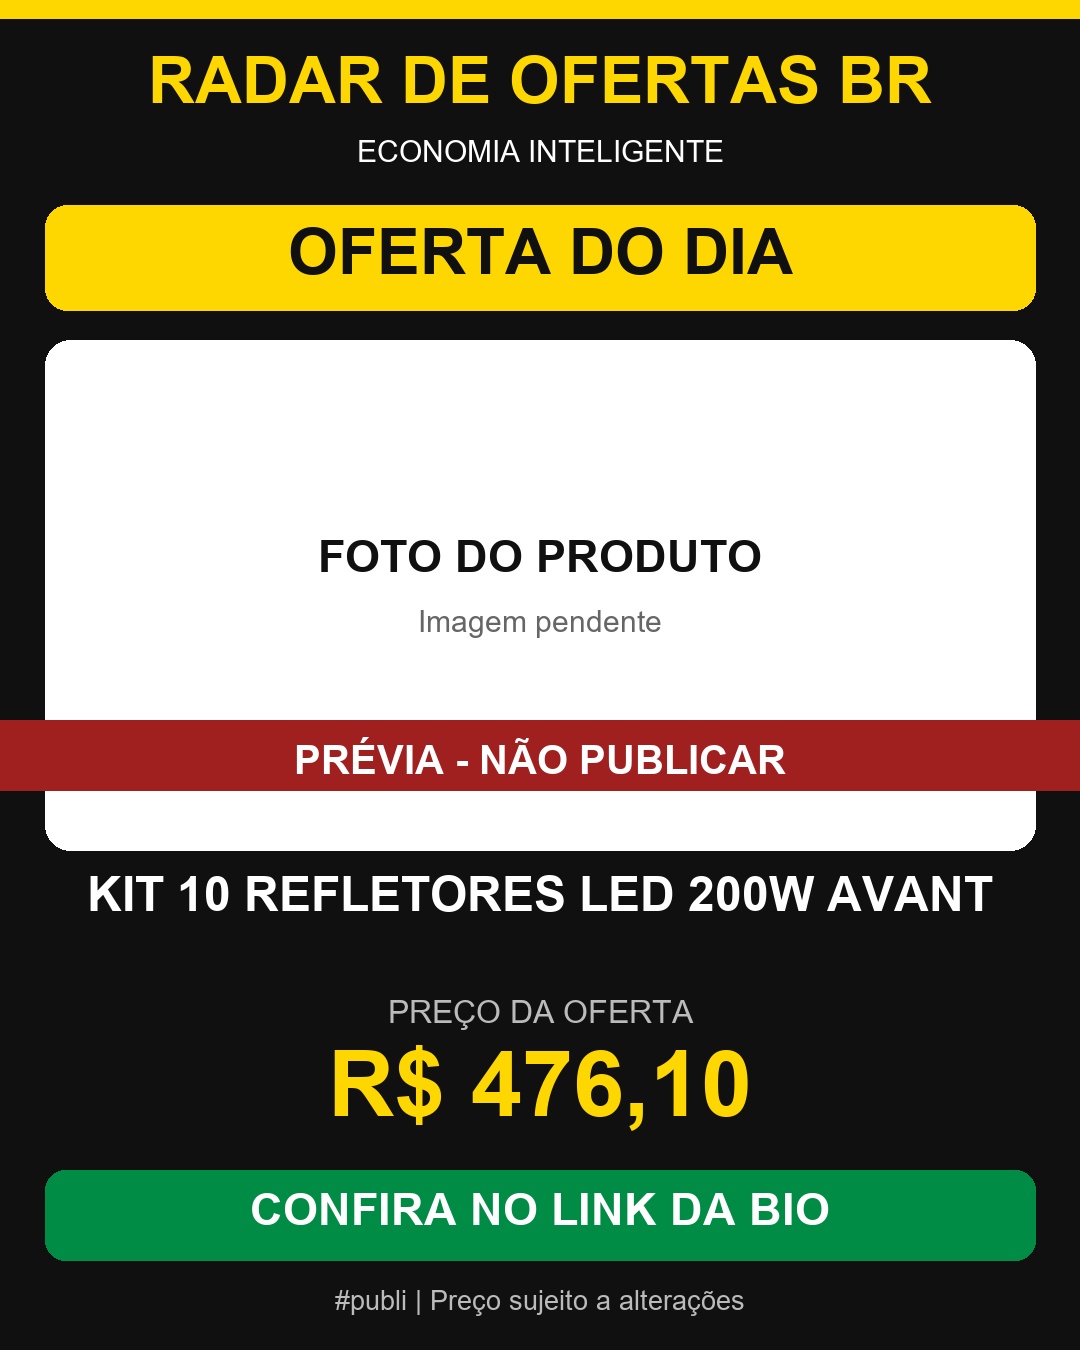 RADAR DE OFERTAS BR
ECONOMIA INTELIGENTE
OFERTA DO DIA
FOTO DO PRODUTO
Imagem pendente
PRÉVIA - NÃO PUBLICAR
KIT 10 REFLETORES LED 200W AVANT
PREÇO DA OFERTA
R$ 476,10
CONFIRA NO LINK DA BIO
#publi | Preço sujeito a alterações